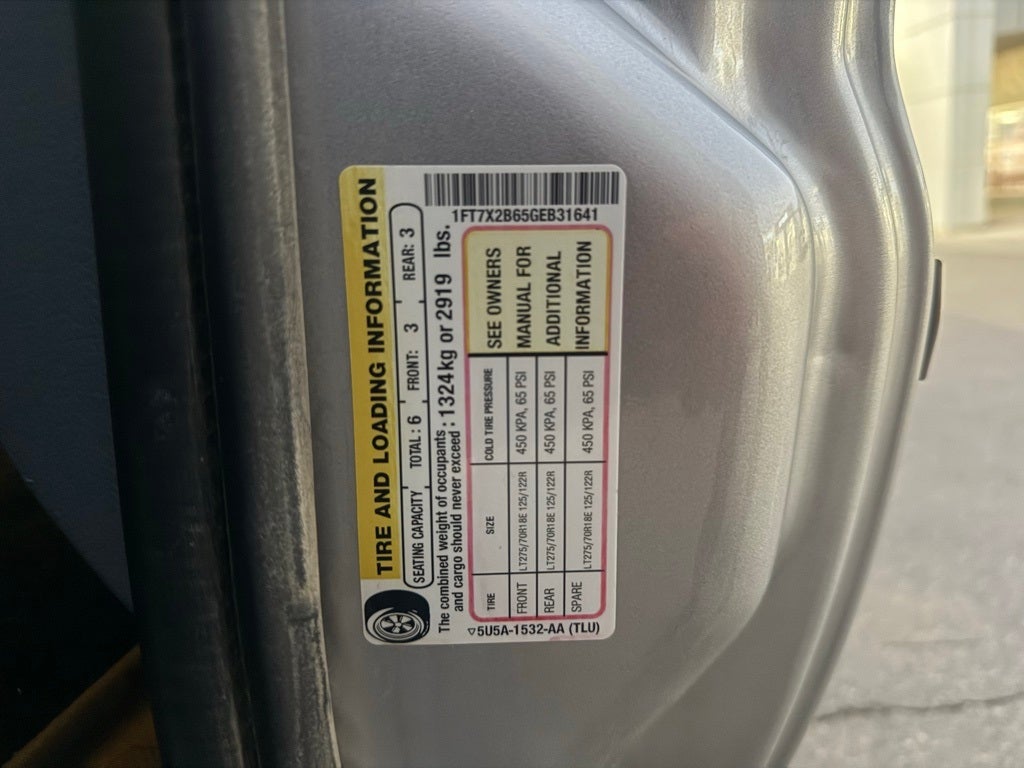 TIRE AND LOADING INFORMATION
SEATING CAPACITY TOTAL : 6 FRONT: 3 REAR: 3
The combined weight of occupants
and cargo should never exceed : 1324kg or 2919 lbs.
TIRE SIZE COLD TIRE PRESSURE
FRONT LT275/70R18E 125/122R 450 KPA, 65 PSI
REAR LT275/70R18E 125/122R 450 KPA, 65 PSI
SPARE LT275/70R18E 125/122R 450 KPA, 65 PSI
SEE OWNERS
MANUAL FOR
ADDITIONAL
INFORMATION
1FT7X2B65GEB31641
5U5A-1532-AA (TLU)